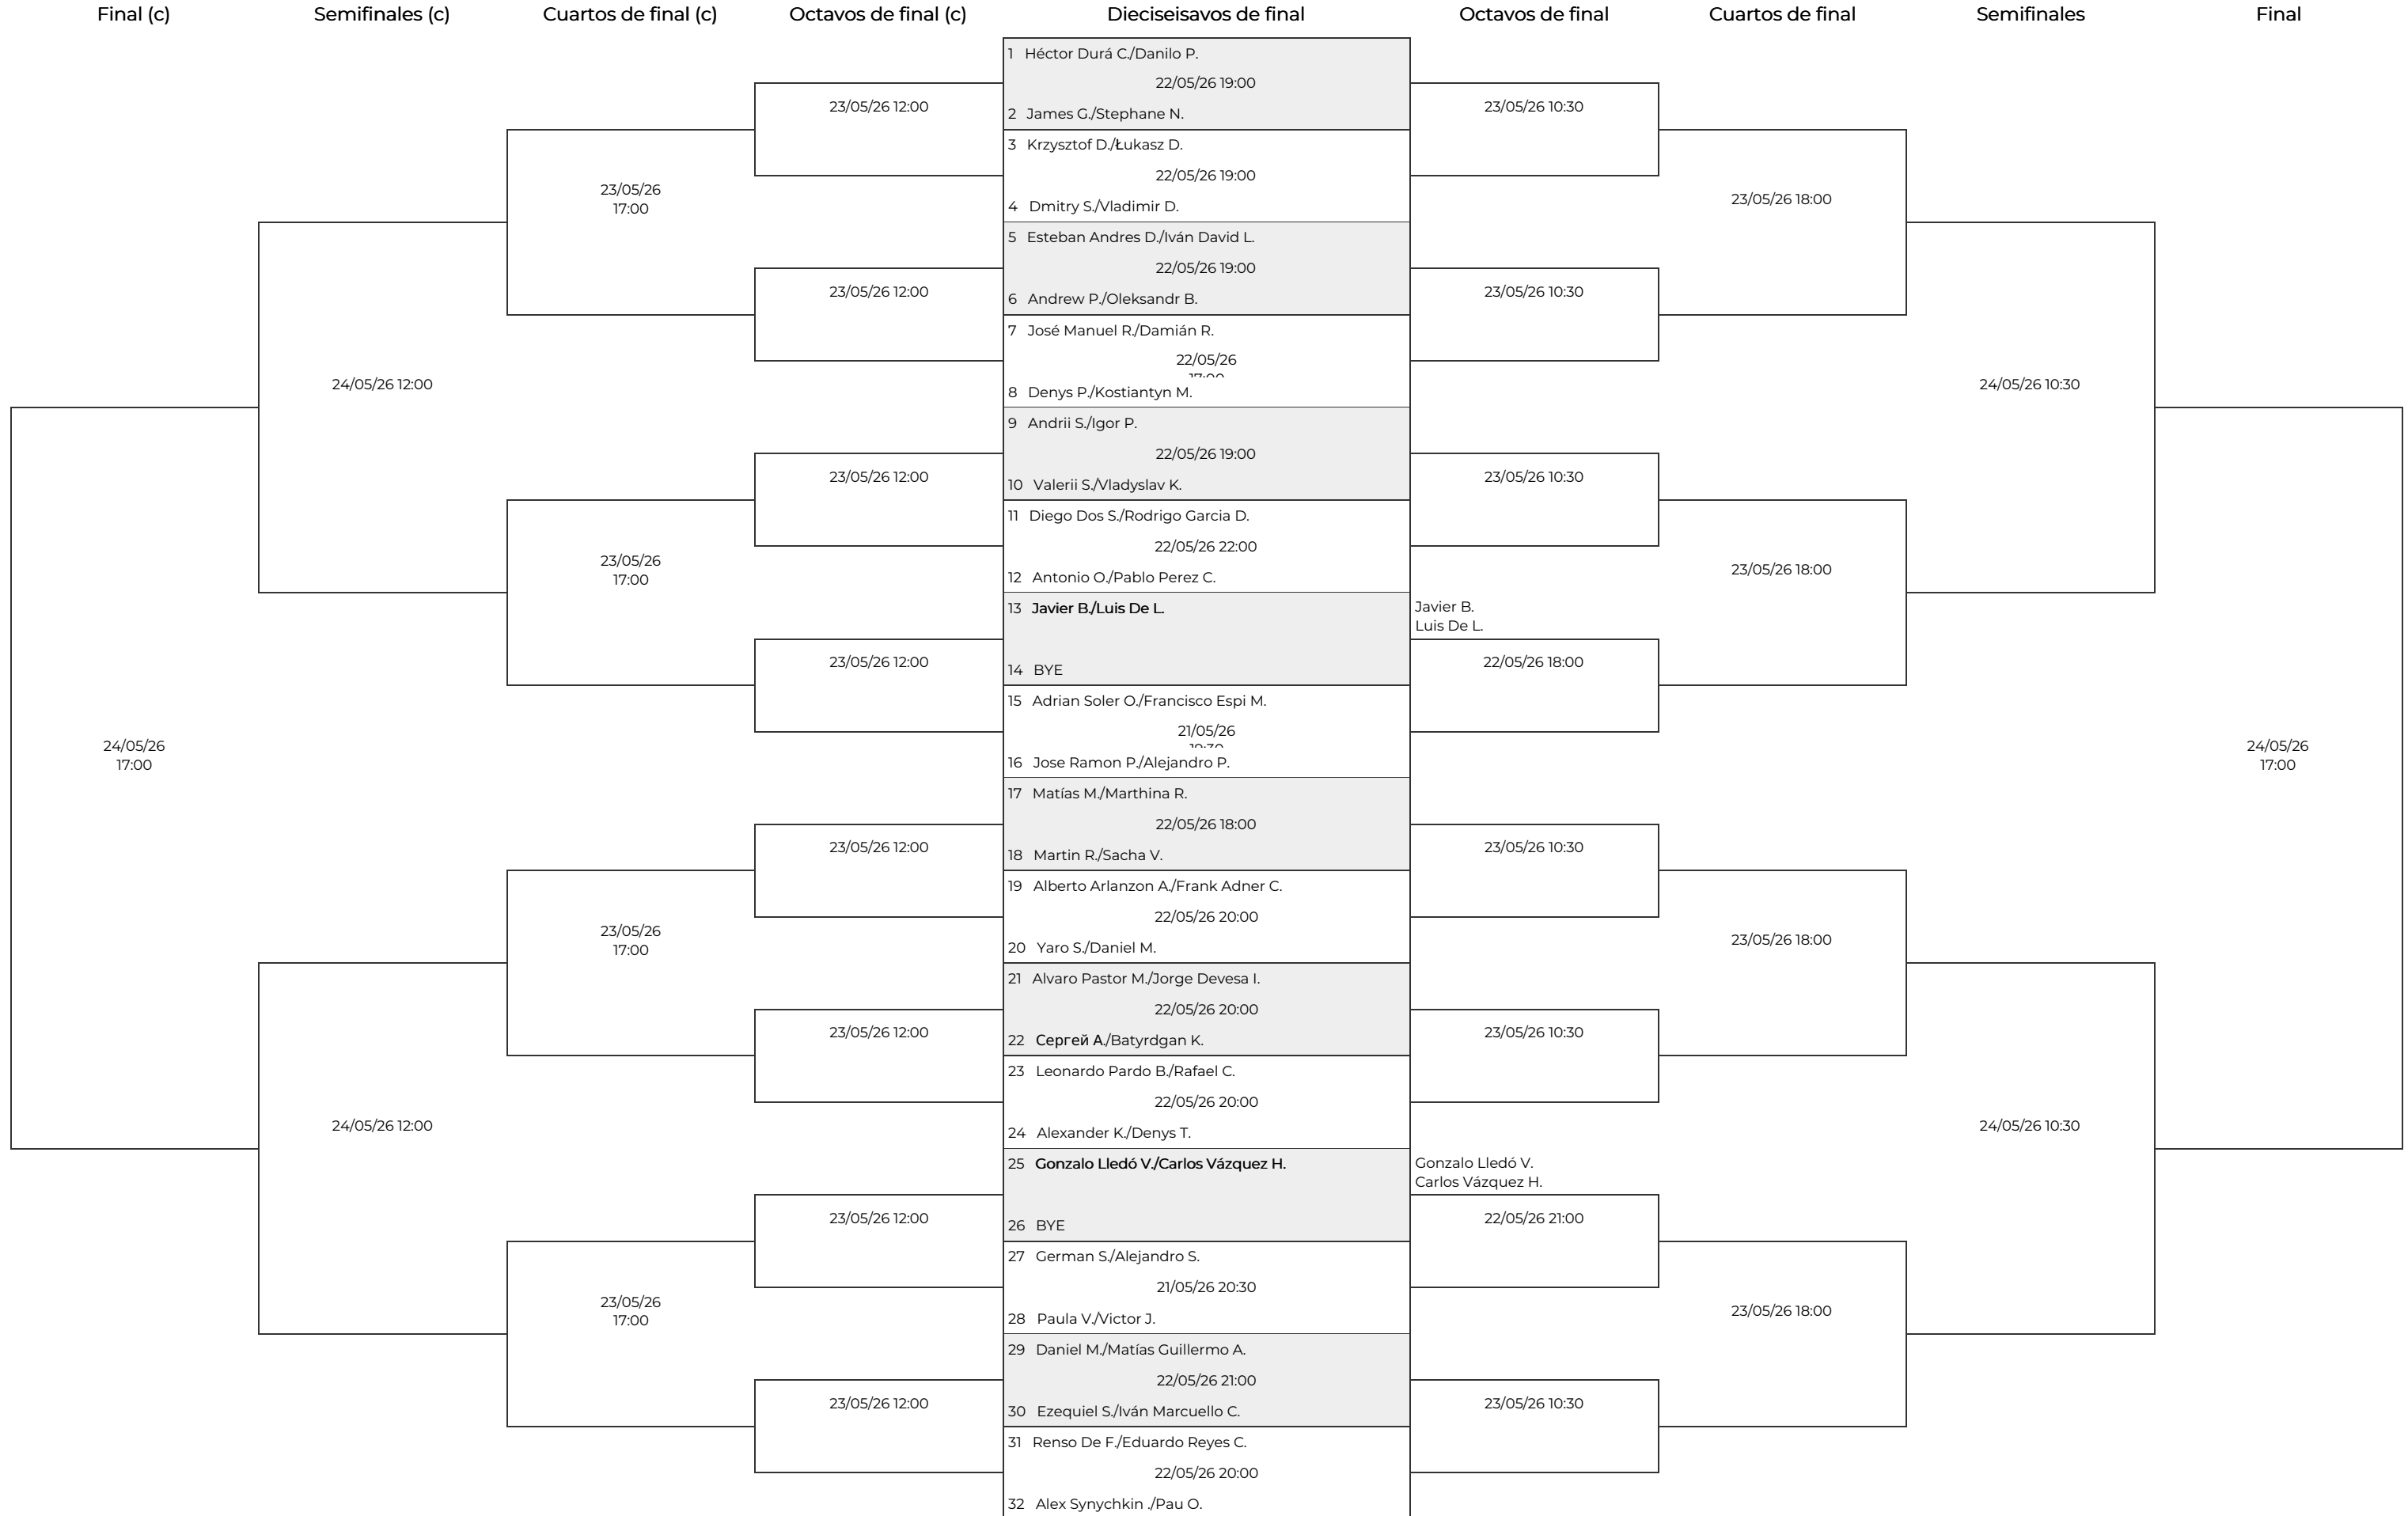 Final (c)
Semifinales (c)
Cuartos de final (c)
Octavos de final (c)
Dieciseisavos de final
Octavos de final
Cuartos de final
Semifinales
Final
24/05/26
17:00
24/05/26 12:00
24/05/26 12:00
23/05/26
17:00
23/05/26
17:00
23/05/26
17:00
23/05/26
17:00
23/05/26 12:00
23/05/26 12:00
23/05/26 12:00
23/05/26 12:00
23/05/26 12:00
23/05/26 12:00
23/05/26 12:00
23/05/26 12:00
1 Héctor Durá C./Danilo P.
22/05/26 19:00
2 James G./Stephane N.
3 Krzysztof D./Łukasz D.
22/05/26 19:00
4 Dmitry S./Vladimir D.
5 Esteban Andres D./Iván David L.
22/05/26 19:00
6 Andrew P./Oleksandr B.
7 José Manuel R./Damián R.
22/05/26
8 Denys P./Kostiantyn M.
9 Andrii S./Igor P.
22/05/26 19:00
10 Valerii S./Vladyslav K.
11 Diego Dos S./Rodrigo Garcia D.
22/05/26 22:00
12 Antonio O./Pablo Perez C.
13 Javier B./Luis De L.
14 BYE
15 Adrian Soler O./Francisco Espi M.
21/05/26
16 Jose Ramon P./Alejandro P.
17 Matías M./Marthina R.
22/05/26 18:00
18 Martin R./Sacha V.
19 Alberto Arlanzon A./Frank Adner C.
22/05/26 20:00
20 Yaro S./Daniel M.
21 Alvaro Pastor M./Jorge Devesa I.
22/05/26 20:00
22 Сергей А./Batyrdgan K.
23 Leonardo Pardo B./Rafael C.
22/05/26 20:00
24 Alexander K./Denys T.
25 Gonzalo Lledó V./Carlos Vázquez H.
26 BYE
27 German S./Alejandro S.
21/05/26 20:30
28 Paula V./Victor J.
29 Daniel M./Matías Guillermo A.
22/05/26 21:00
30 Ezequiel S./Iván Marcuello C.
31 Renso De F./Eduardo Reyes C.
22/05/26 20:00
32 Alex Synychkin ./Pau O.
23/05/26 10:30
23/05/26 10:30
23/05/26 10:30
Javier B.
Luis De L.
22/05/26 18:00
23/05/26 10:30
23/05/26 10:30
Gonzalo Lledó V.
Carlos Vázquez H.
22/05/26 21:00
23/05/26 10:30
23/05/26 18:00
23/05/26 18:00
23/05/26 18:00
23/05/26 18:00
24/05/26 10:30
24/05/26 10:30
24/05/26
17:00